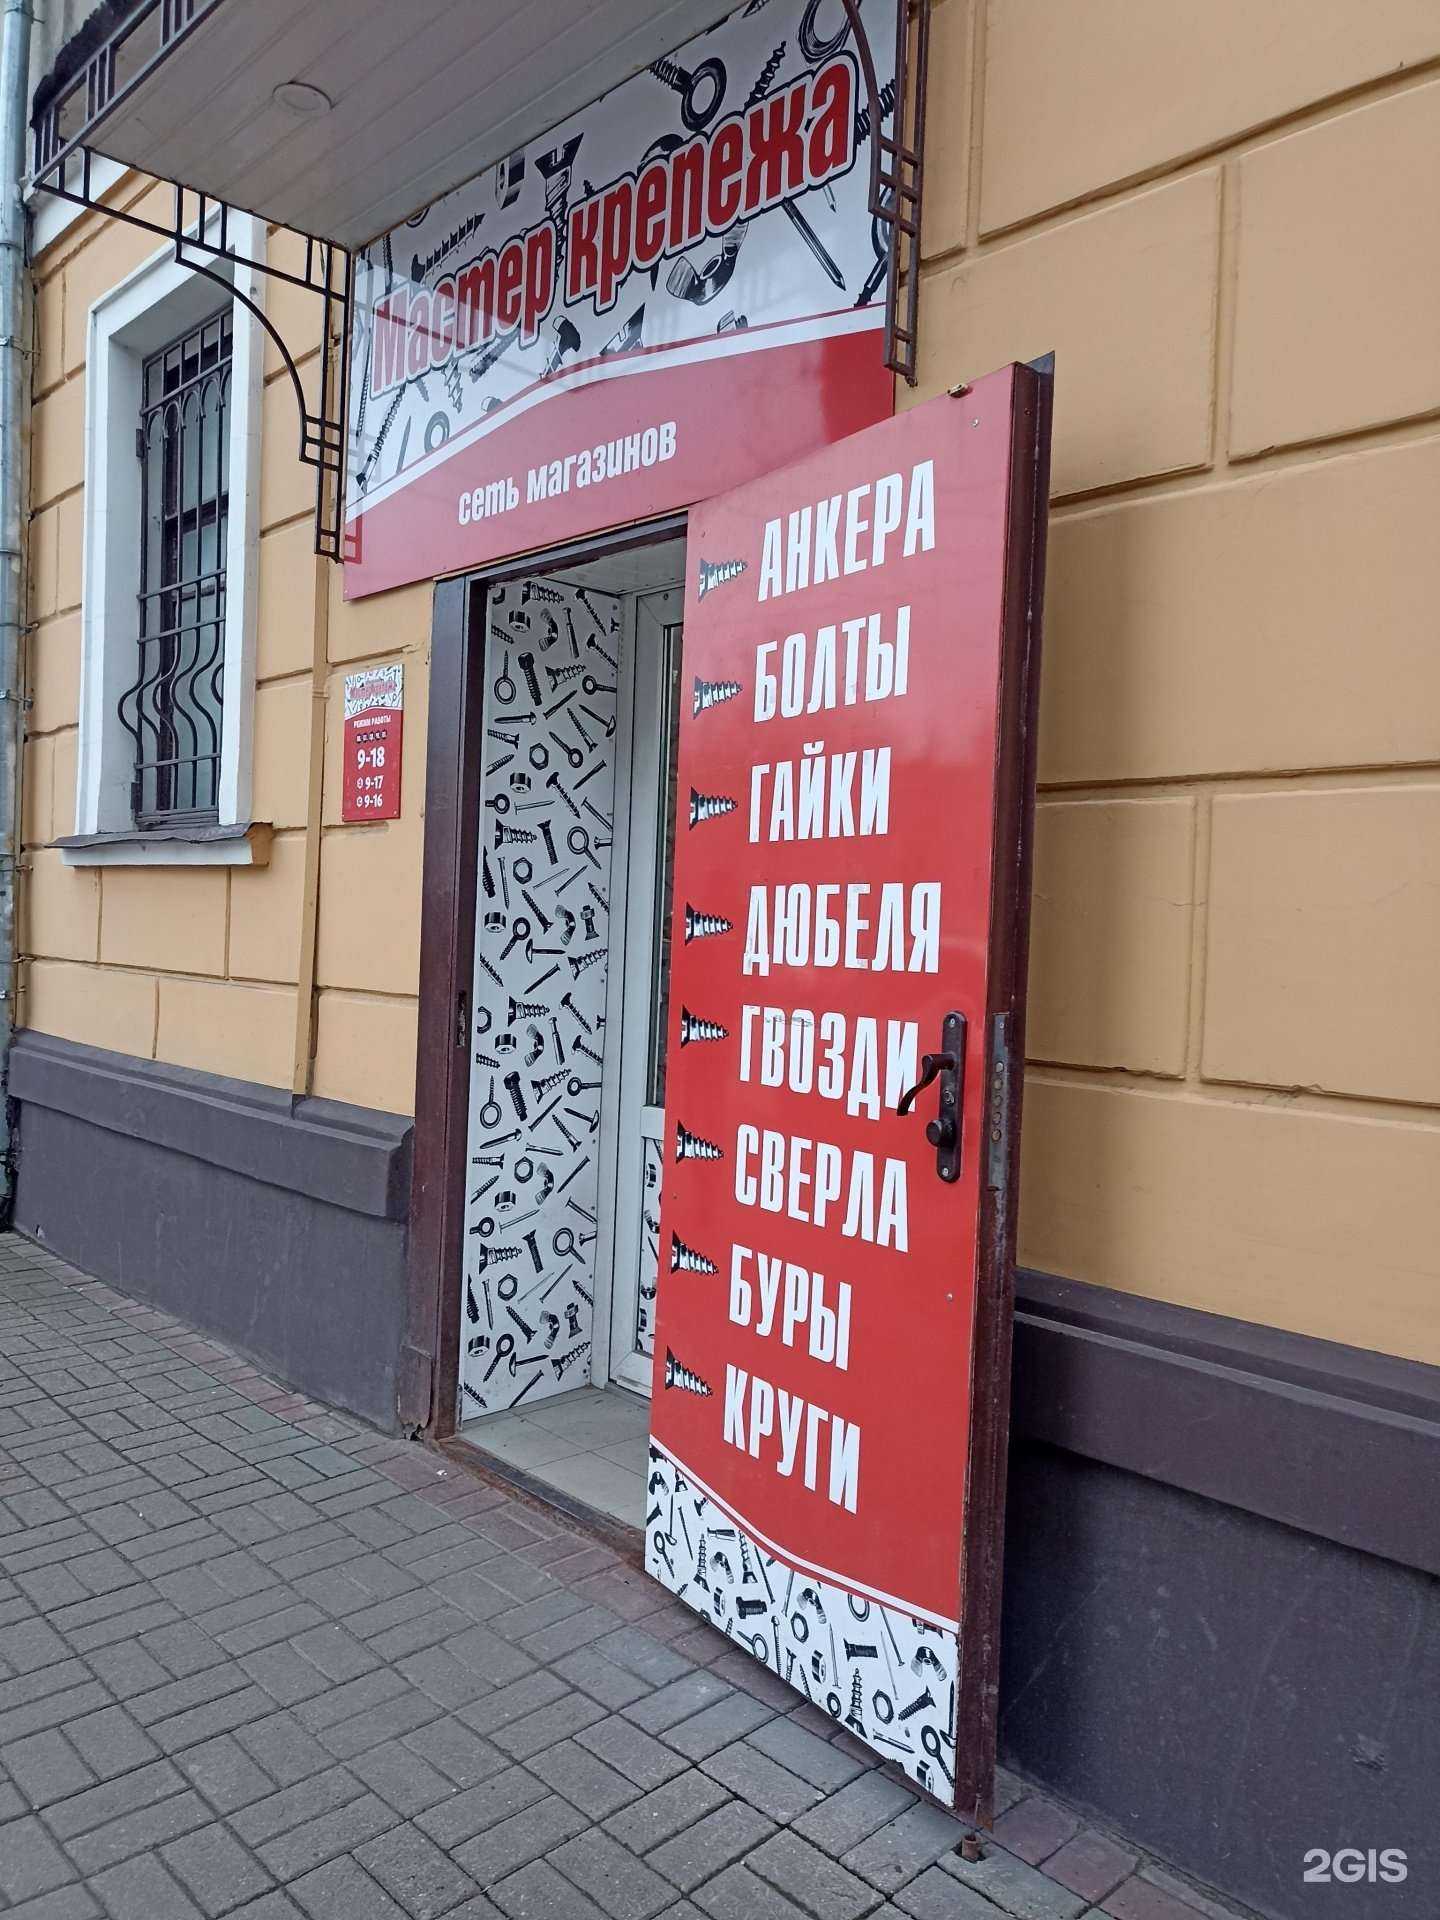 Мастер крепежа
сеть магазинов
РЕЖИМ РАБОТЫ
9-18
9-17
9-16
АНКЕРА
БОЛТЫ
ГАЙКИ
ДЮБЕЛЯ
ГВОЗДИ
СВЕРЛА
БУРЫ
КРУГИ
2GIS